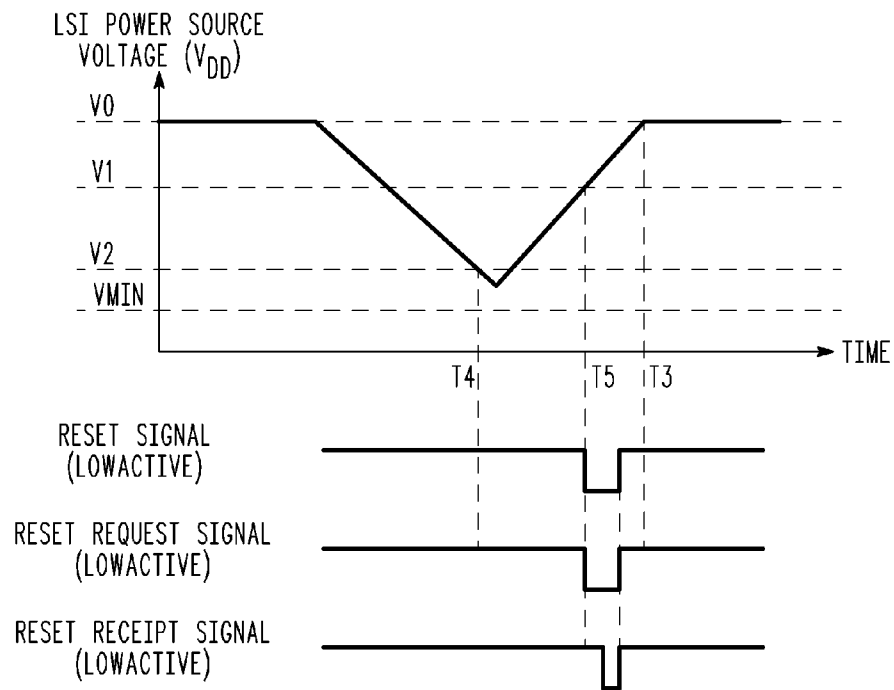 LSI POWER SOURCE
VOLTAGE (VDD)
V0
V1
V2
VMIN
TIME
T4
T5
T3
RESET SIGNAL
(LOWACTIVE)
RESET REQUEST SIGNAL
(LOWACTIVE)
RESET RECEIPT SIGNAL
(LOWACTIVE)